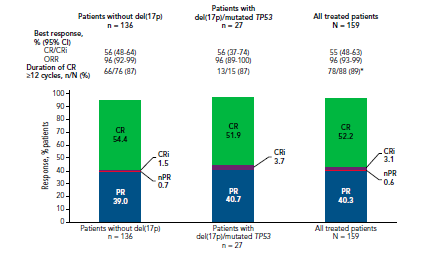 Patients without del(17p)
n = 136
Patients with
del(17p)/mutated TP53
n = 27
All treated patients
N = 159
Best response,
% (95% CI)
CR/CRi 56 (48-64) 56 (37-74) 55 (48-63)
ORR 96 (92-99) 96 (89-100) 96 (93-99)
Duration of CR
≥12 cycles, n/N (%) 66/76 (87) 13/15 (87) 78/88 (89)*
Response, % patients
100
90
80
70
60
50
40
30
20
10
0
CR
54.4
CRi
1.5
nPR
0.7
PR
39.0
CR
51.9
CRi
3.7
PR
40.7
CR
52.2
CRi
3.1
nPR
0.6
PR
40.3
Patients without del(17p)
n = 136
Patients with
del(17p)/mutated TP53
n = 27
All treated patients
N = 159